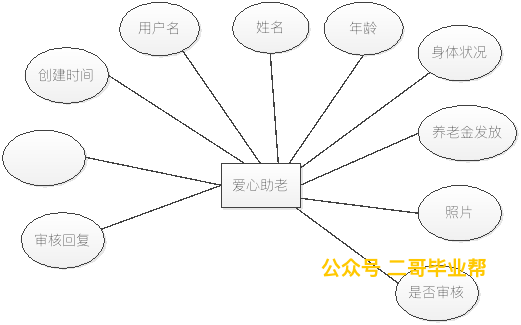 用户名
姓名
年龄
身体状况
创建时间
养老金发放
爱心助老
照片
审核回复
公众号 二哥毕业帮
是否审核